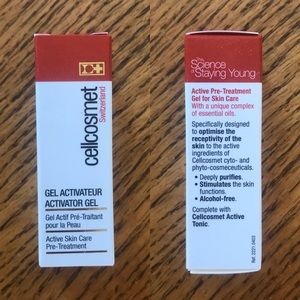 cellcosmet
Switzerland
GEL ACTIVATEUR
ACTIVATOR GEL
Gel Actif Pré-Traitant
pour la Peau
Active Skin Care
Pre-Treatment
The
Science
of Staying Young
Active Pre-Treatment
Gel for Skin Care
With a unique complex
of essential oils.
Specifically designed
to optimise the
receptivity of the
skin to the active
ingredients of
Cellcosmet cyto- and
phyto-cosmeceuticals.
• Deeply purifies.
• Stimulates the skin
functions.
• Alcohol-free.
Complete with
Cellcosmet Active
Tonic.